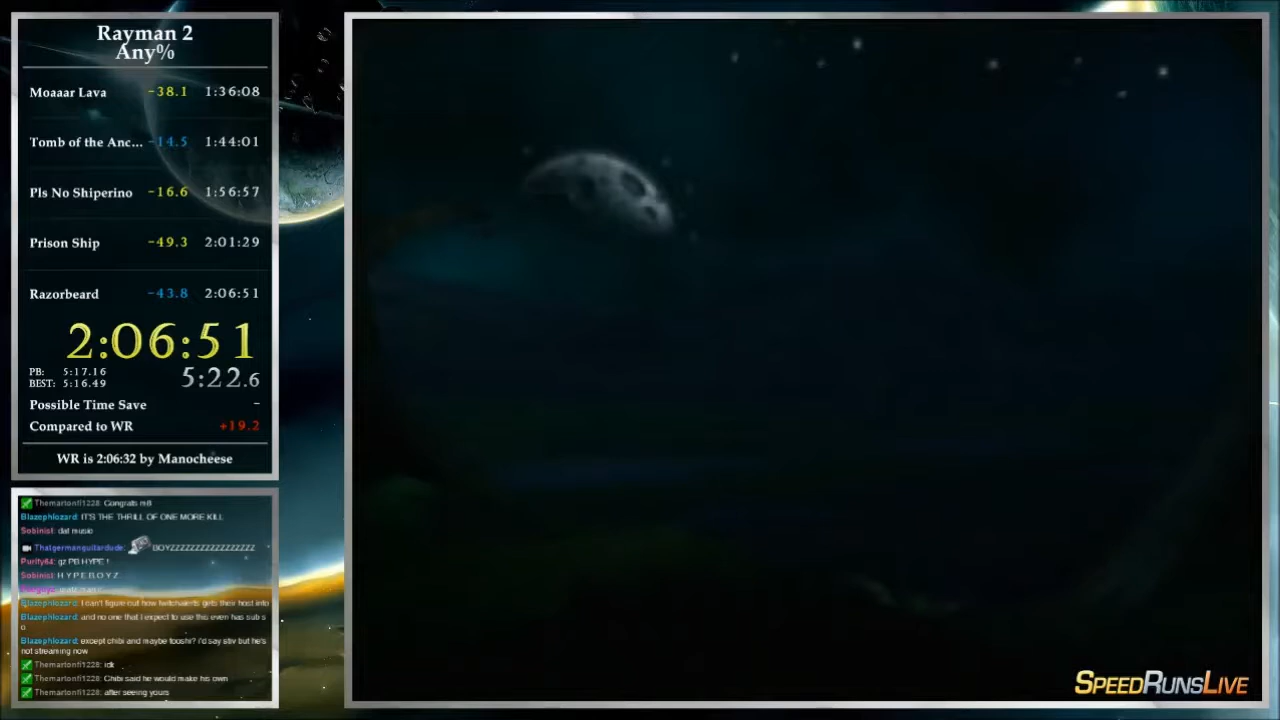 Rayman 2
Any%
Moaaar Lava -38.1 1:36:08
Tomb of the Anc... -14.5 1:44:01
Pls No Shiperino -16.6 1:56:57
Prison Ship -49.3 2:01:29
Razorbeard -43.8 2:06:51
2:06:51
PB: 5:17.16
BEST: 5:16.49
5:22.6
Possible Time Save -
Compared to WR +19.2
WR is 2:06:32 by Manocheese
Themartonfi1228: Congrats m8
Blazephlozard: IT'S THE THRILL OF ONE MORE KILL
Sobinist: dat music
Thatgermanguitardude: BOYZZZZZZZZZZZZZZZZZZ
Purify64: gz PB HYPE !
Sobinist: H Y P E B O Y Z
Blazephlozard: I can't figure out how twitchalerts gets their host info
Blazephlozard: and no one that I expect to use this even has sub s
o
Blazephlozard: except chibi and maybe tooshi? i'd say stiv but he's
not streaming now
Themartonfi1228: idk
Themartonfi1228: Chibi said he would make his own
Themartonfi1228: after seeing yours
SPEEDRUNSLIVE